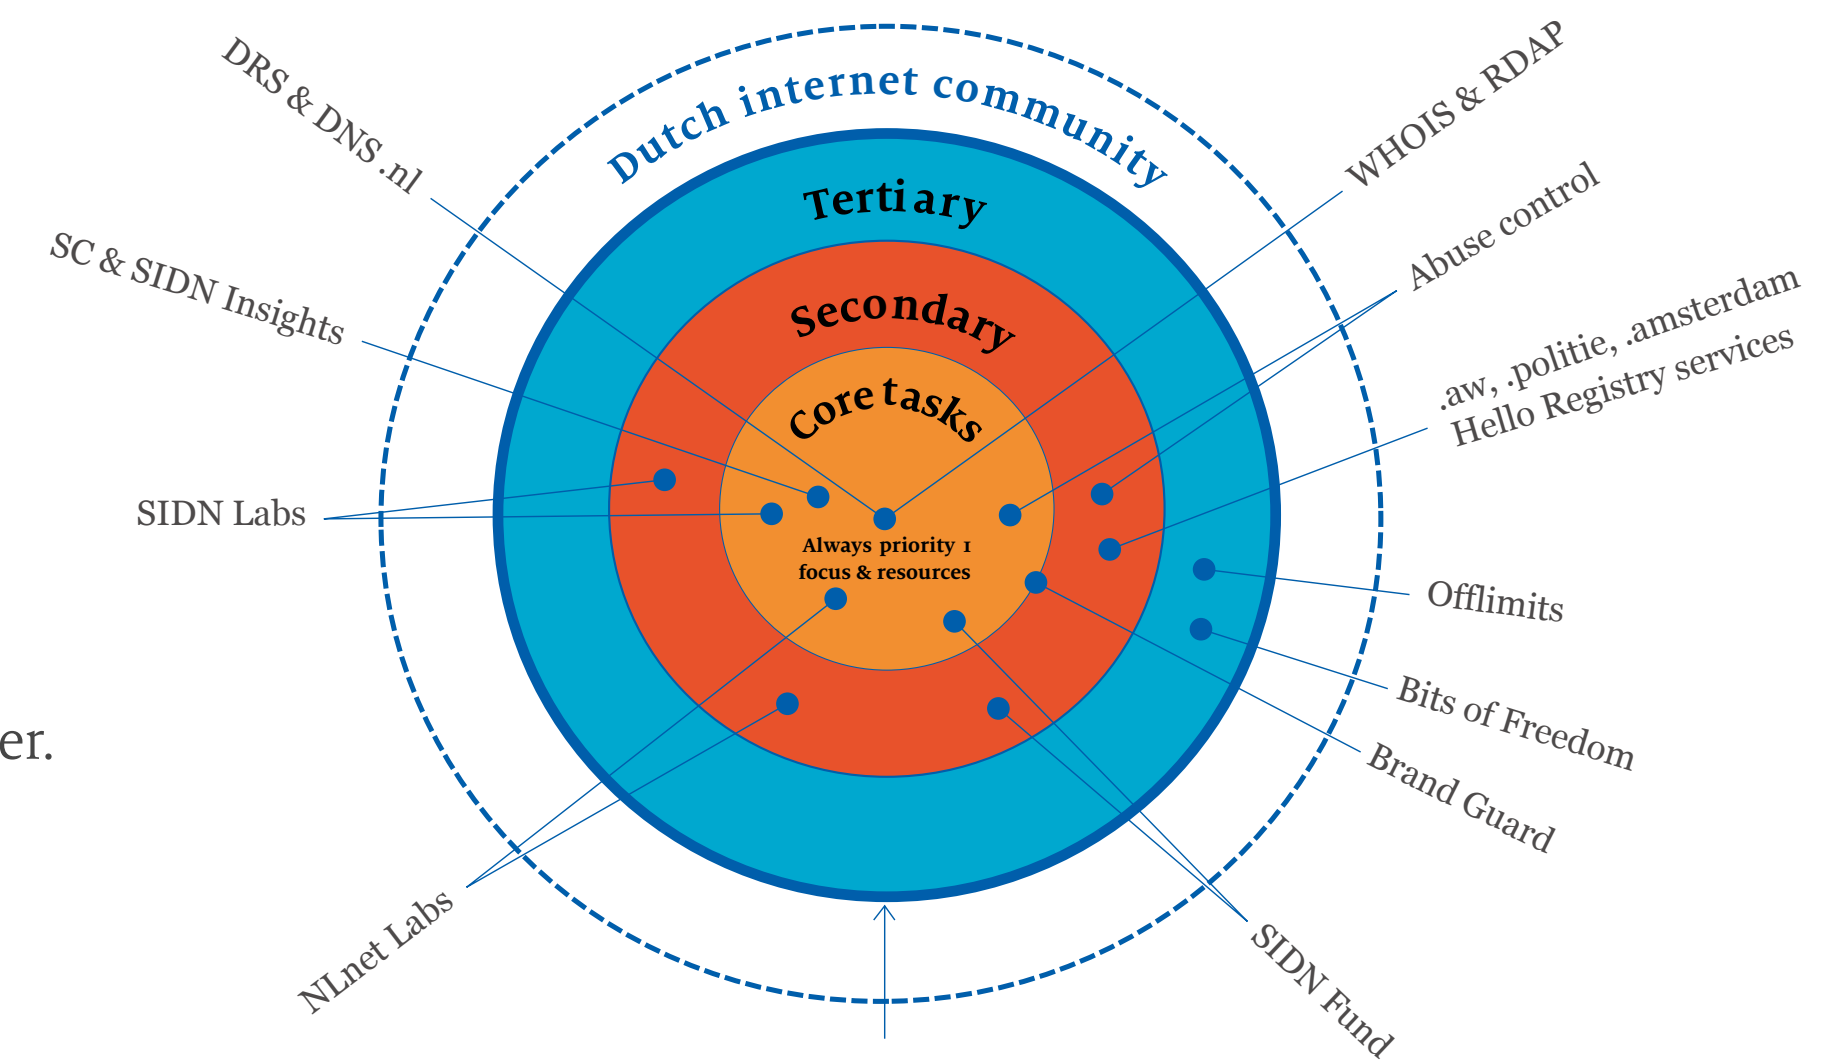 Dutch internet community
Tertiary
Secondary
Core tasks
Always priority 1
focus & resources
DRS & DNS .nl
SC & SIDN Insights
SIDN Labs
NLnet Labs
WHOIS & RDAP
Abuse control
.aw, .politie, .amsterdam
Hello Registry services
Offlimits
Bits of Freedom
Brand Guard
SIDN Fund
er.